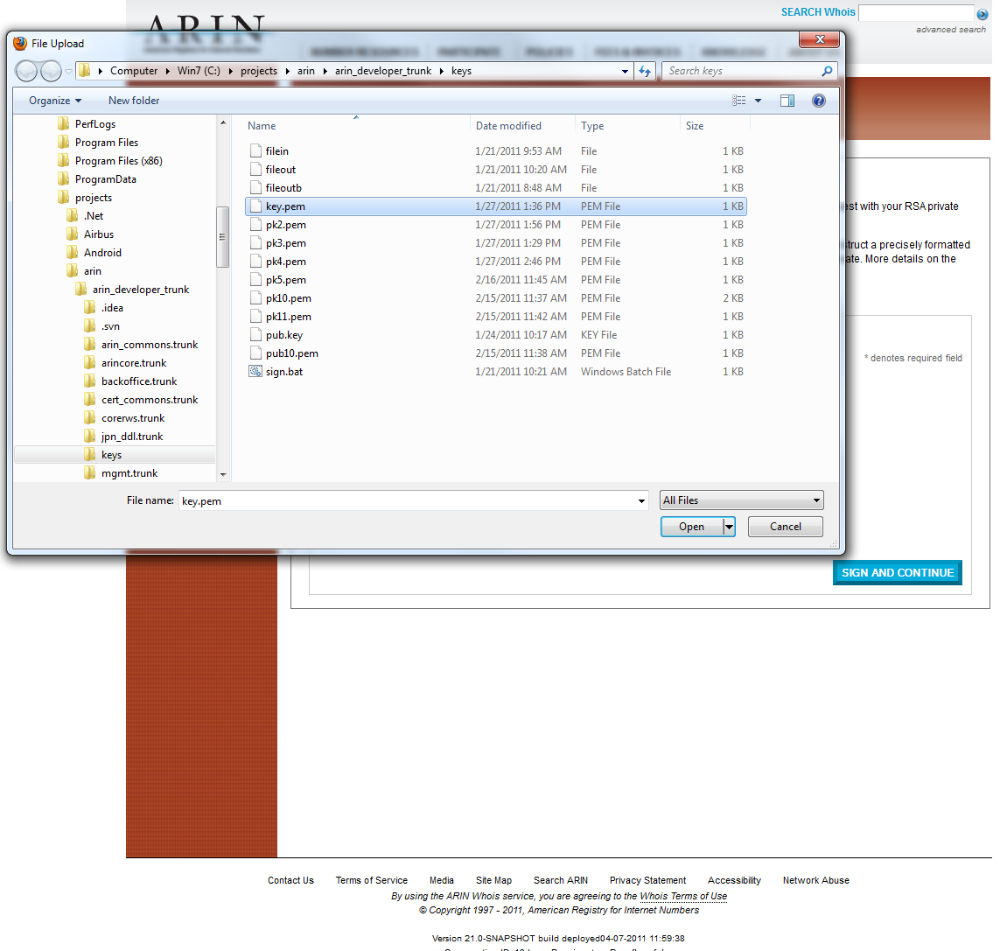 SEARCH Whois
advanced search
ARIN
File Upload
Computer Win7 (C:) projects arin arin_developer_trunk keys
Search keys
Organize New folder
PerfLogs
Program Files
Program Files (x86)
ProgramData
projects
.Net
Airbus
Android
arin
arin_developer_trunk
.idea
.svn
arin_commons.trunk
arincore.trunk
backoffice.trunk
cert_commons.trunk
corerws.trunk
jpn_ddl.trunk
keys
mgmt.trunk
Name Date modified Type Size
filein 1/21/2011 9:53 AM File 1 KB
fileout 1/21/2011 10:20 AM File 1 KB
fileoutb 1/21/2011 8:48 AM File 1 KB
key.pem 1/27/2011 1:36 PM PEM File 1 KB
pk2.pem 1/27/2011 1:56 PM PEM File 1 KB
pk3.pem 1/27/2011 1:29 PM PEM File 1 KB
pk4.pem 1/27/2011 2:46 PM PEM File 1 KB
pk5.pem 2/16/2011 11:45 AM PEM File 1 KB
pk10.pem 2/15/2011 11:37 AM PEM File 2 KB
pk11.pem 2/15/2011 11:42 AM PEM File 1 KB
pub.key 1/24/2011 10:17 AM KEY File 1 KB
pub10.pem 2/15/2011 11:38 AM PEM File 1 KB
sign.bat 1/21/2011 10:21 AM Windows Batch File 1 KB
File name: key.pem All Files
Open Cancel
est with your RSA private
truct a precisely formatted
ate. More details on the
* denotes required field
SIGN AND CONTINUE
Contact Us Terms of Service Media Site Map Search ARIN Privacy Statement Accessibility Network Abuse
By using the ARIN Whois service, you are agreeing to the Whois Terms of Use
© Copyright 1997 - 2011, American Registry for Internet Numbers
Version 21.0-SNAPSHOT build deployed04-07-2011 11:59:38